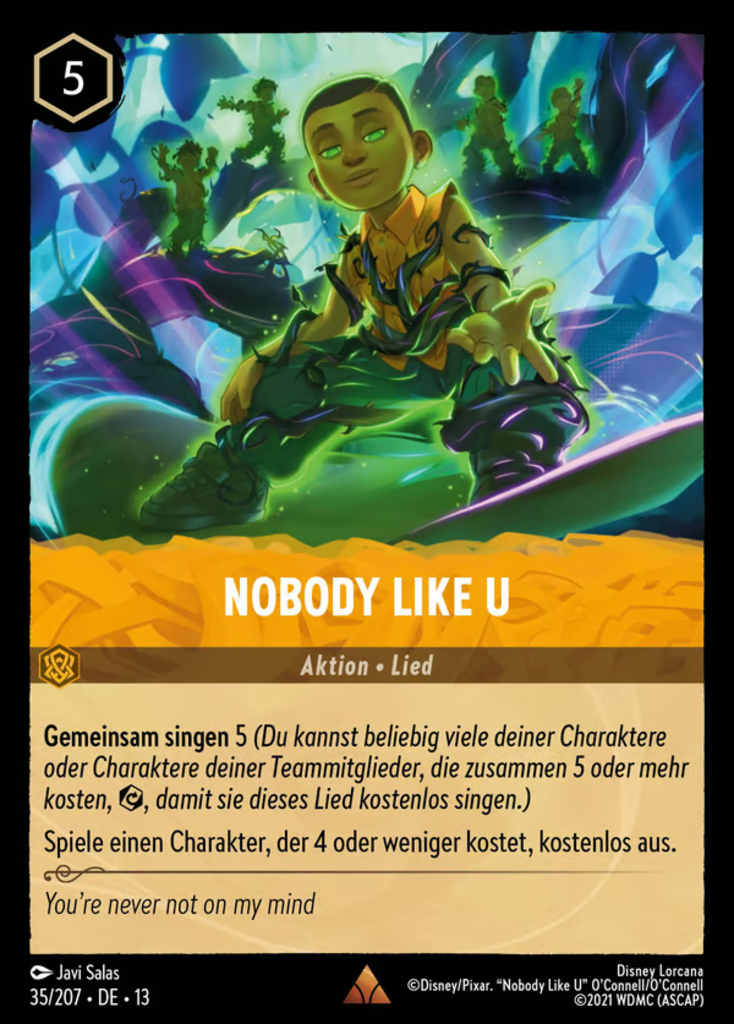 5
NOBODY LIKE U
Aktion • Lied
Gemeinsam singen 5 (Du kannst beliebig viele deiner Charaktere
oder Charaktere deiner Teammitglieder, die zusammen 5 oder mehr
kosten, , damit sie dieses Lied kostenlos singen.)
Spiele einen Charakter, der 4 oder weniger kostet, kostenlos aus.
You're never not on my mind
Javi Salas
35/207 • DE • 13
Disney Lorcana
©Disney/Pixar. "Nobody Like U" O'Connell/O'Connell
©2021 WDMC (ASCAP)